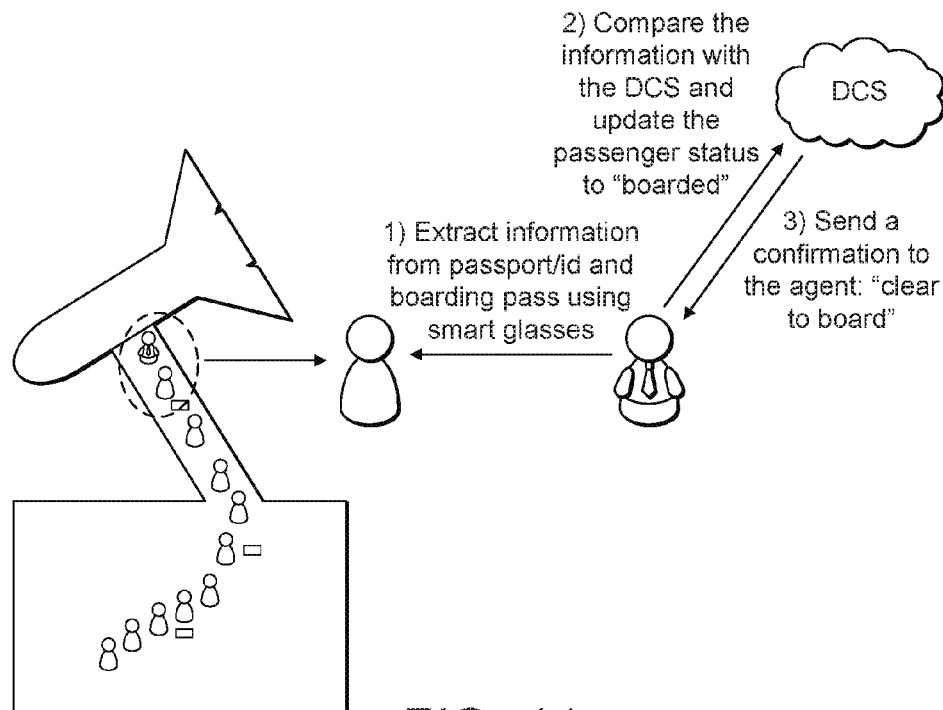 2) Compare the
information with
the DCS and
update the
passenger status
to “boarded”
DCS
1) Extract information
from passport/id and
boarding pass using
smart glasses
3) Send a
confirmation to
the agent: “clear
to board”